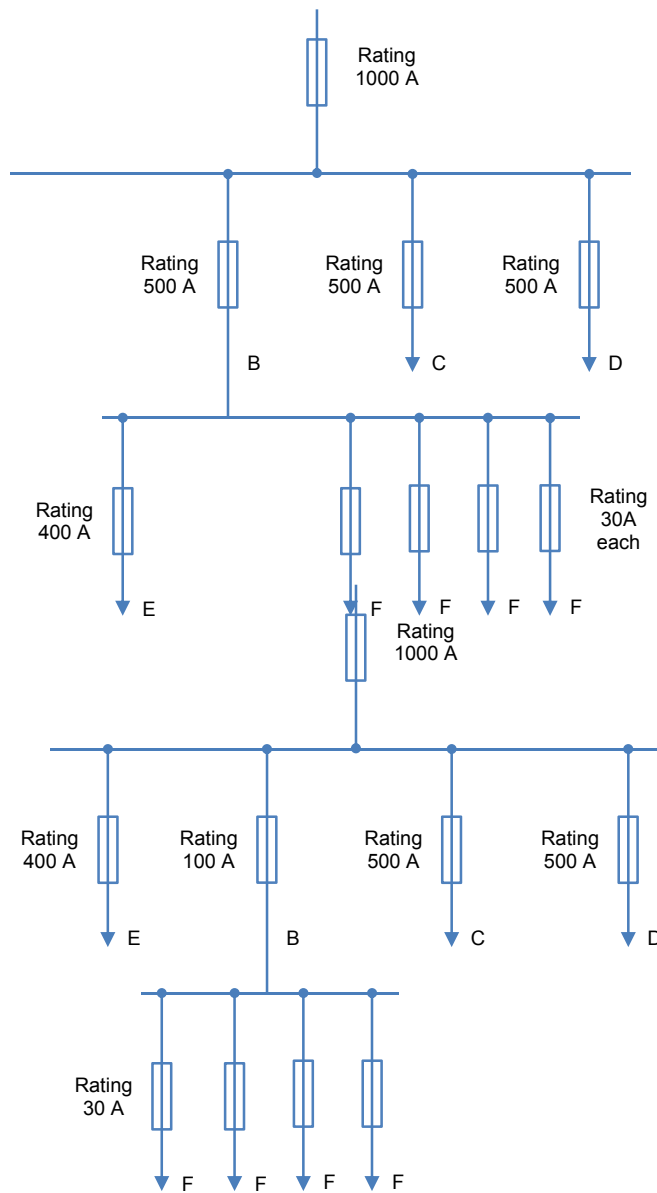 Rating
1000 A
Rating
500 A
Rating
500 A
Rating
500 A
B
C
D
Rating
400 A
Rating
30A
each
E
F
F
F
F
Rating
1000 A
Rating
400 A
Rating
100 A
Rating
500 A
Rating
500 A
E
B
C
D
Rating
30 A
F
F
F
F